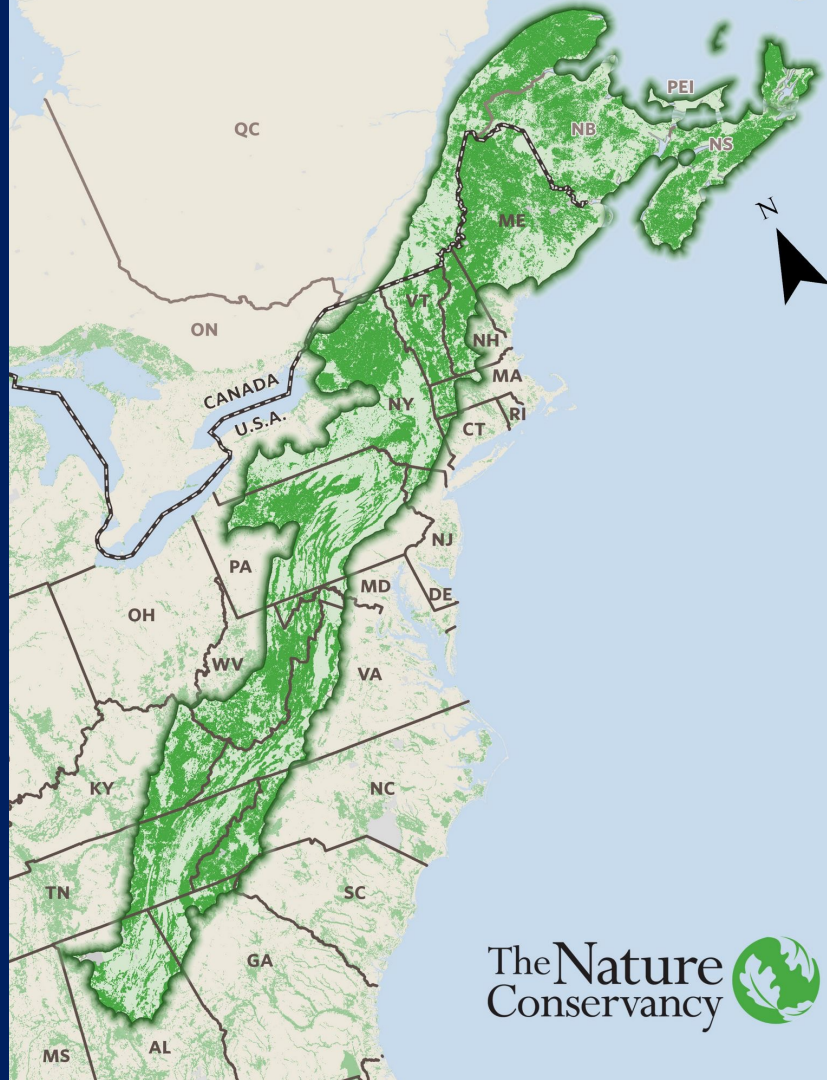 PEI
QC
NB
NS
N
ME
VT
ON
NH
MA
CANADA
NY
RI
U.S.A.
CT
NJ
PA
MD
DE
OH
WV
VA
KY
NC
TN
SC
GA
The Nature
Conservancy
AL
MS